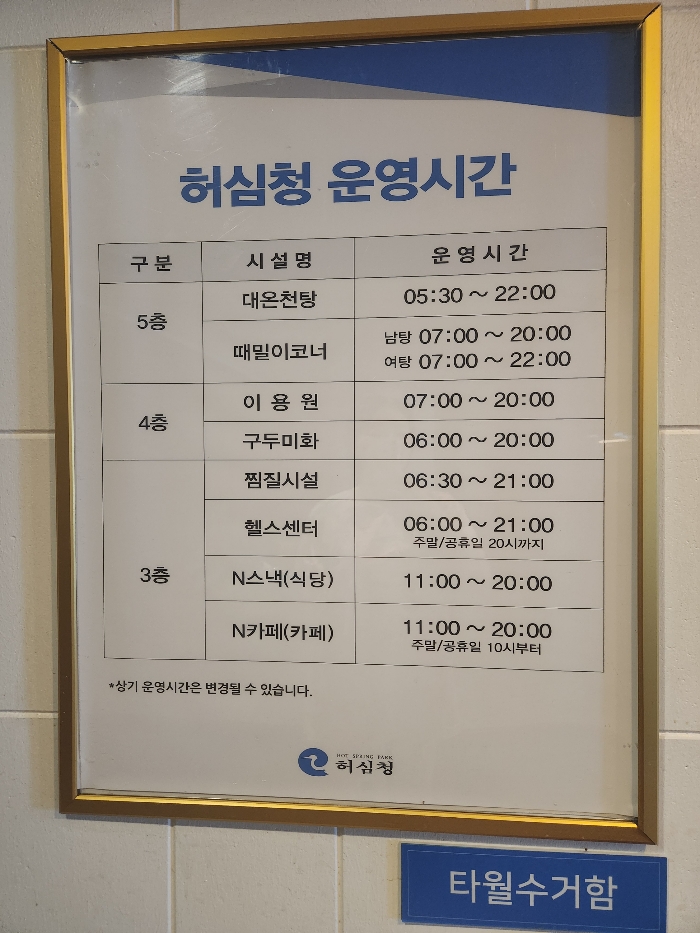 허심청 운영시간
구분 시설명 운영시간
5층 대온천탕 05:30 ~ 22:00
때밀이코너 남탕 07:00 ~ 20:00
여탕 07:00 ~ 22:00
4층 이용원 07:00 ~ 20:00
구두미화 06:00 ~ 20:00
3층 찜질시설 06:30 ~ 21:00
헬스센터 06:00 ~ 21:00
주말/공휴일 20시까지
N스낵(식당) 11:00 ~ 20:00
N카페(카페) 11:00 ~ 20:00
주말/공휴일 10시부터
*상기 운영시간은 변경될 수 있습니다.
HOT SPRING PARK
허심청
타월수거함